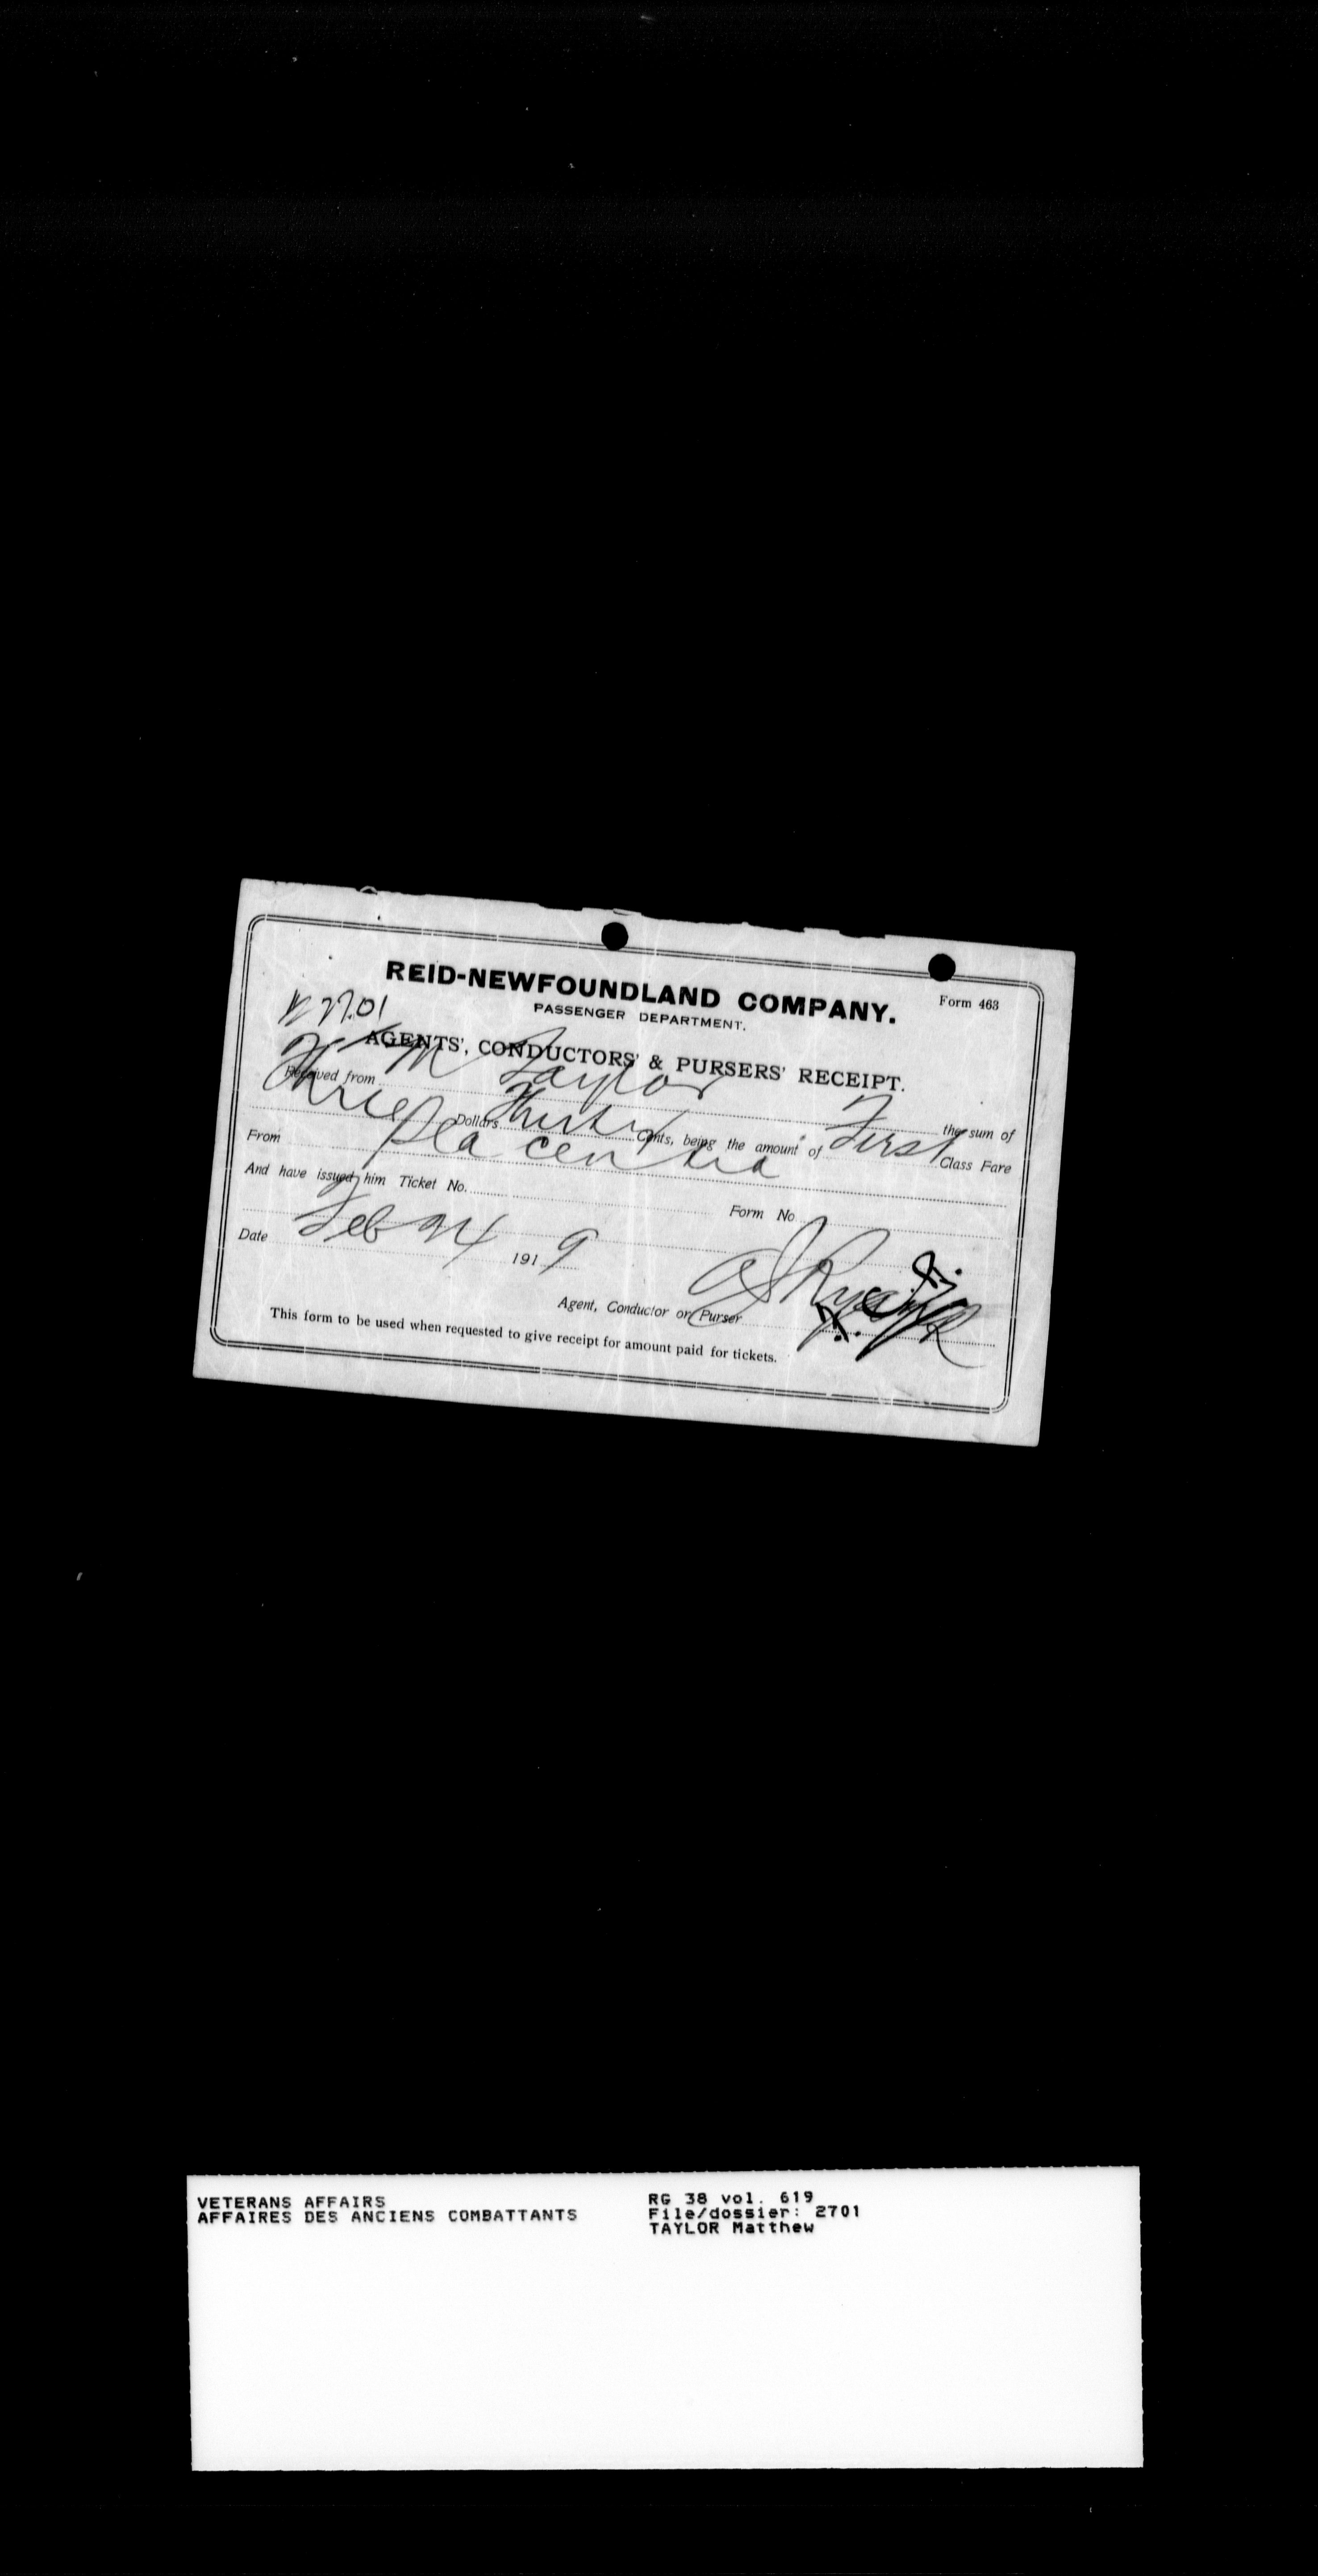 REID-NEWFOUNDLAND COMPANY.
Form 463
PASSENGER DEPARTMENT.
2701
AGENTS', CONDUCTORS' & PURSERS' RECEIPT.
Received from M Taylor the sum of
Three Dollars Thirty Cents, being the amount of First Class Fare
From Placentia
And have issued him Ticket No. Form No.
Date Feb 24 1919
Agent, Conductor or Purser
This form to be used when requested to give receipt for amount paid for tickets.
VETERANS AFFAIRS
AFFAIRES DES ANCIENS COMBATTANTS
RG 38 vol. 619
File/dossier: 2701
TAYLOR Matthew